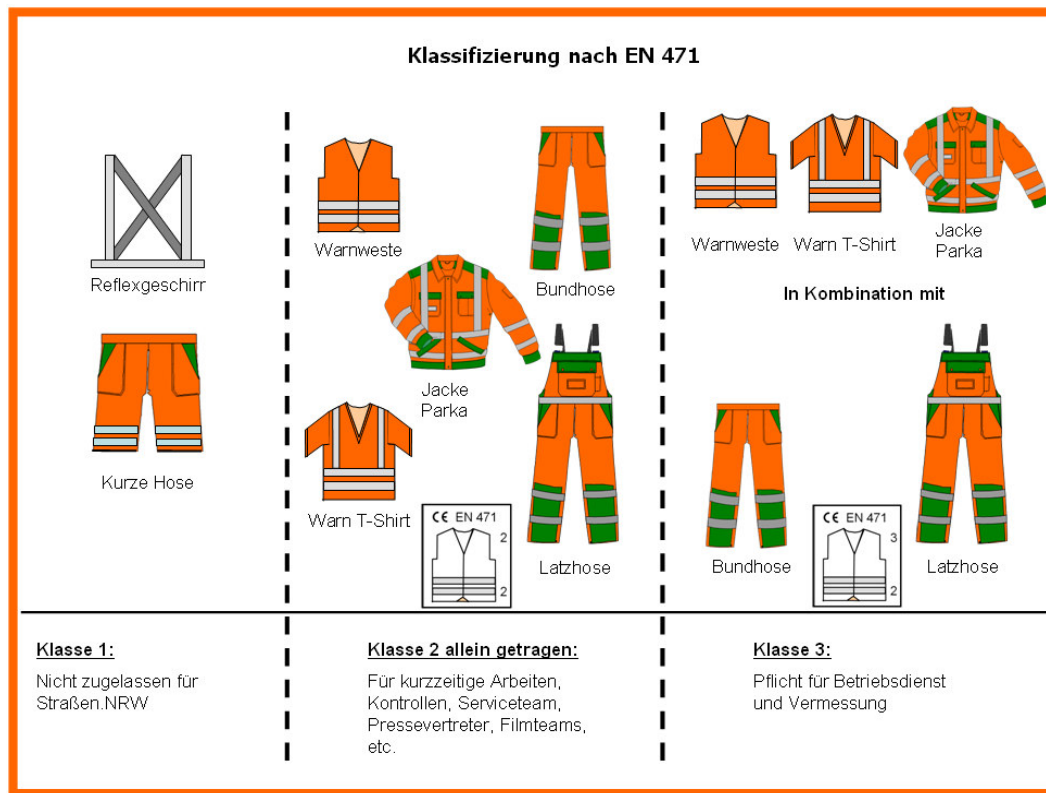 Klassifizierung nach EN 471
Reflexgeschirr
Kurze Hose
Warnweste
Bundhose
Jacke
Parka
Warn T-Shirt
CE EN 471
2
2
Latzhose
Warnweste
Warn T-Shirt
Jacke
Parka
In Kombination mit
Bundhose
CE EN 471
3
2
Latzhose
Klasse 1:
Nicht zugelassen für
Straßen.NRW
Klasse 2 allein getragen:
Für kurzzeitige Arbeiten,
Kontrollen, Serviceteam,
Pressevertreter, Filmteams,
etc.
Klasse 3:
Pflicht für Betriebsdienst
und Vermessung